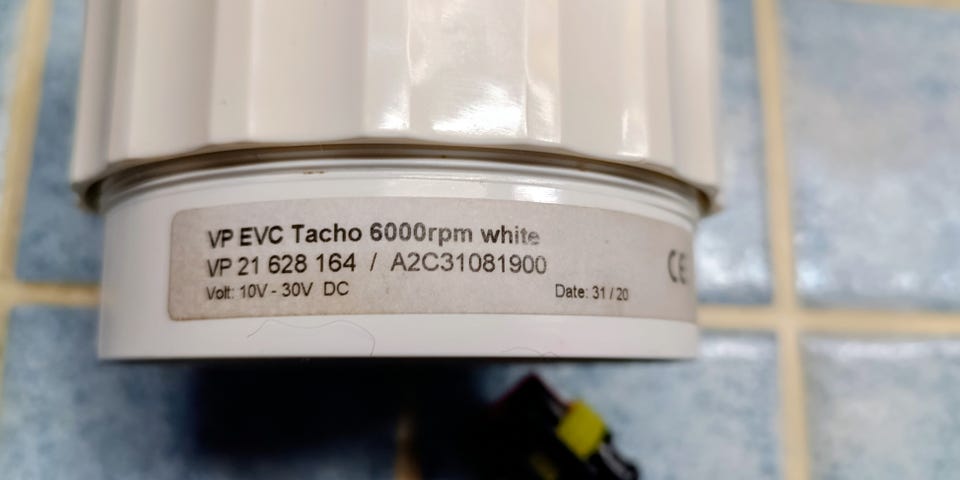 VP EVC Tacho 6000rpm white
VP 21 628 164 / A2C31081900
Volt: 10V - 30V DC Date: 31 / 20
CE